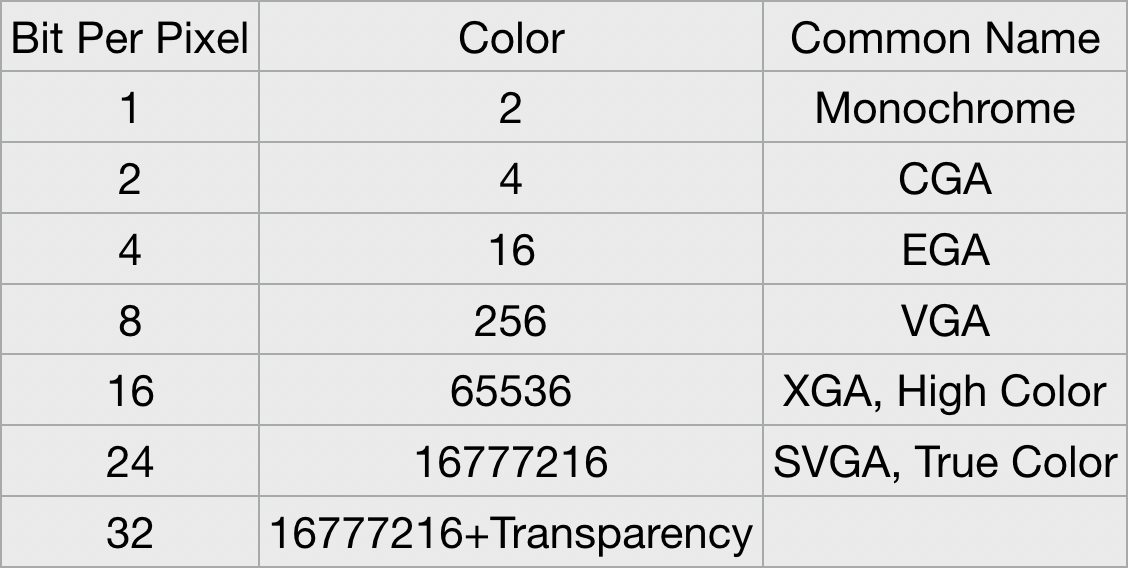 Bit Per Pixel Color Common Name
1 2 Monochrome
2 4 CGA
4 16 EGA
8 256 VGA
16 65536 XGA, High Color
24 16777216 SVGA, True Color
32 16777216+Transparency